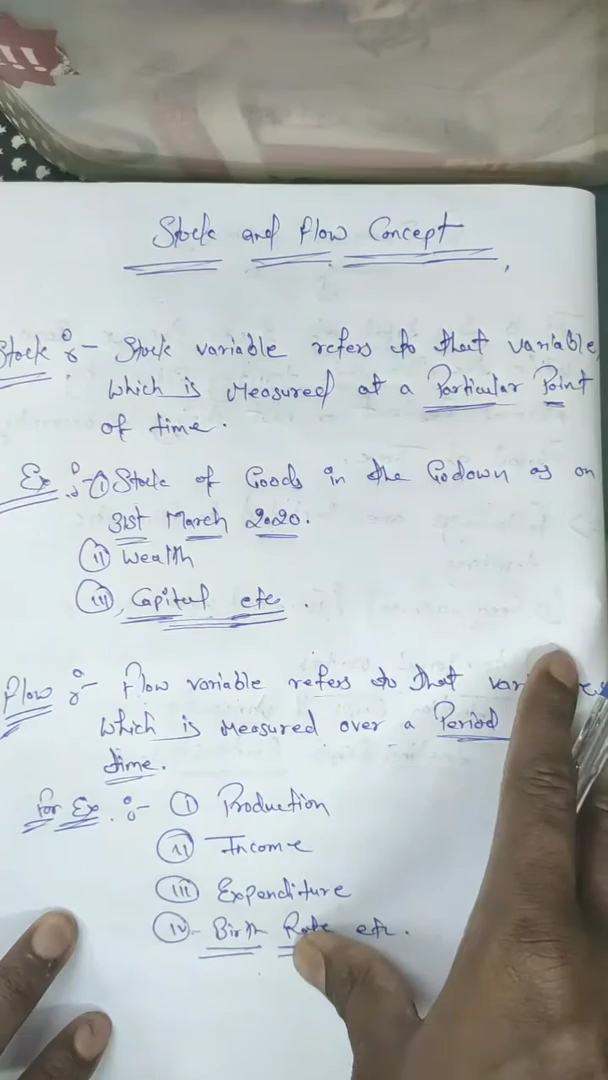 !!!
Stock and Flow Concept
Stock :- Stock variable refers to that variable,
which is measured at a Particular Point
of time.
Ex :- (i) Stock of Goods in the Godown as on
31st March 2020.
(ii) Wealth
(iii) Capital etc.
Flow :- Flow variable refers to that
which is measured over a Period
time.
For Ex. :- (i) Production
(ii) Income
(iii) Expenditure
(iv) Birth Rate etc.